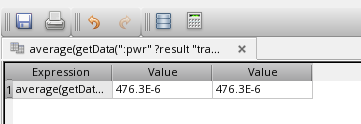 average(getData(":pwr" ?result "tra...
Expression Value Value
1 average(getDat... 476.3E-6 476.3E-6